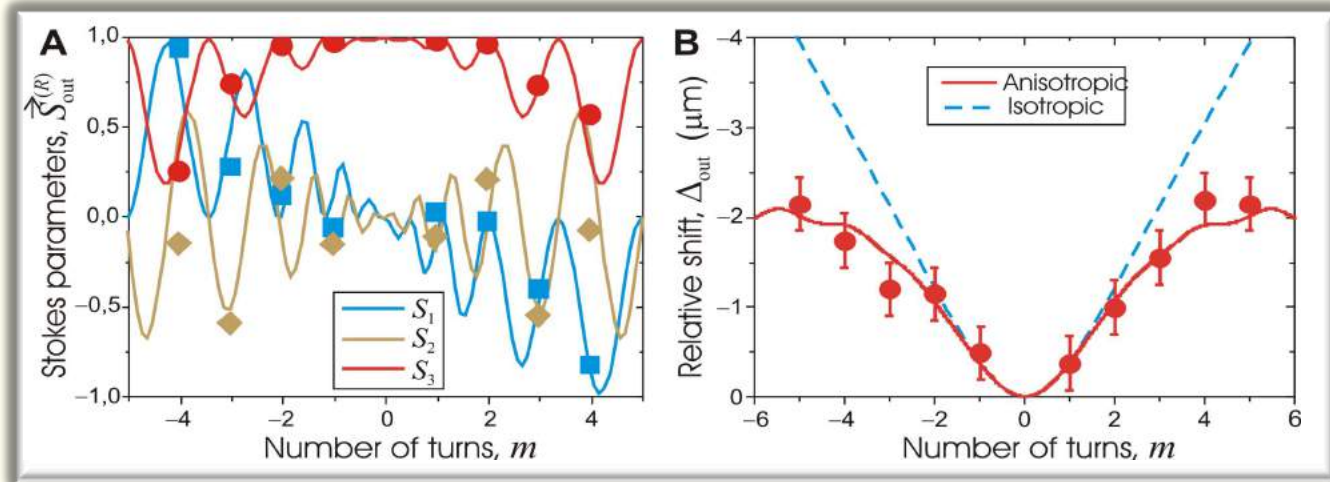 A
1,0
0,5
0,0
−0,5
−1,0
Stokes parameters, S⃗out(R)
S1
S2
S3
−4
−2
0
2
4
Number of turns, m
B
−4
−3
−2
−1
0
Relative shift, Δout (μm)
Anisotropic
Isotropic
−6
−4
−2
0
2
4
6
Number of turns, m